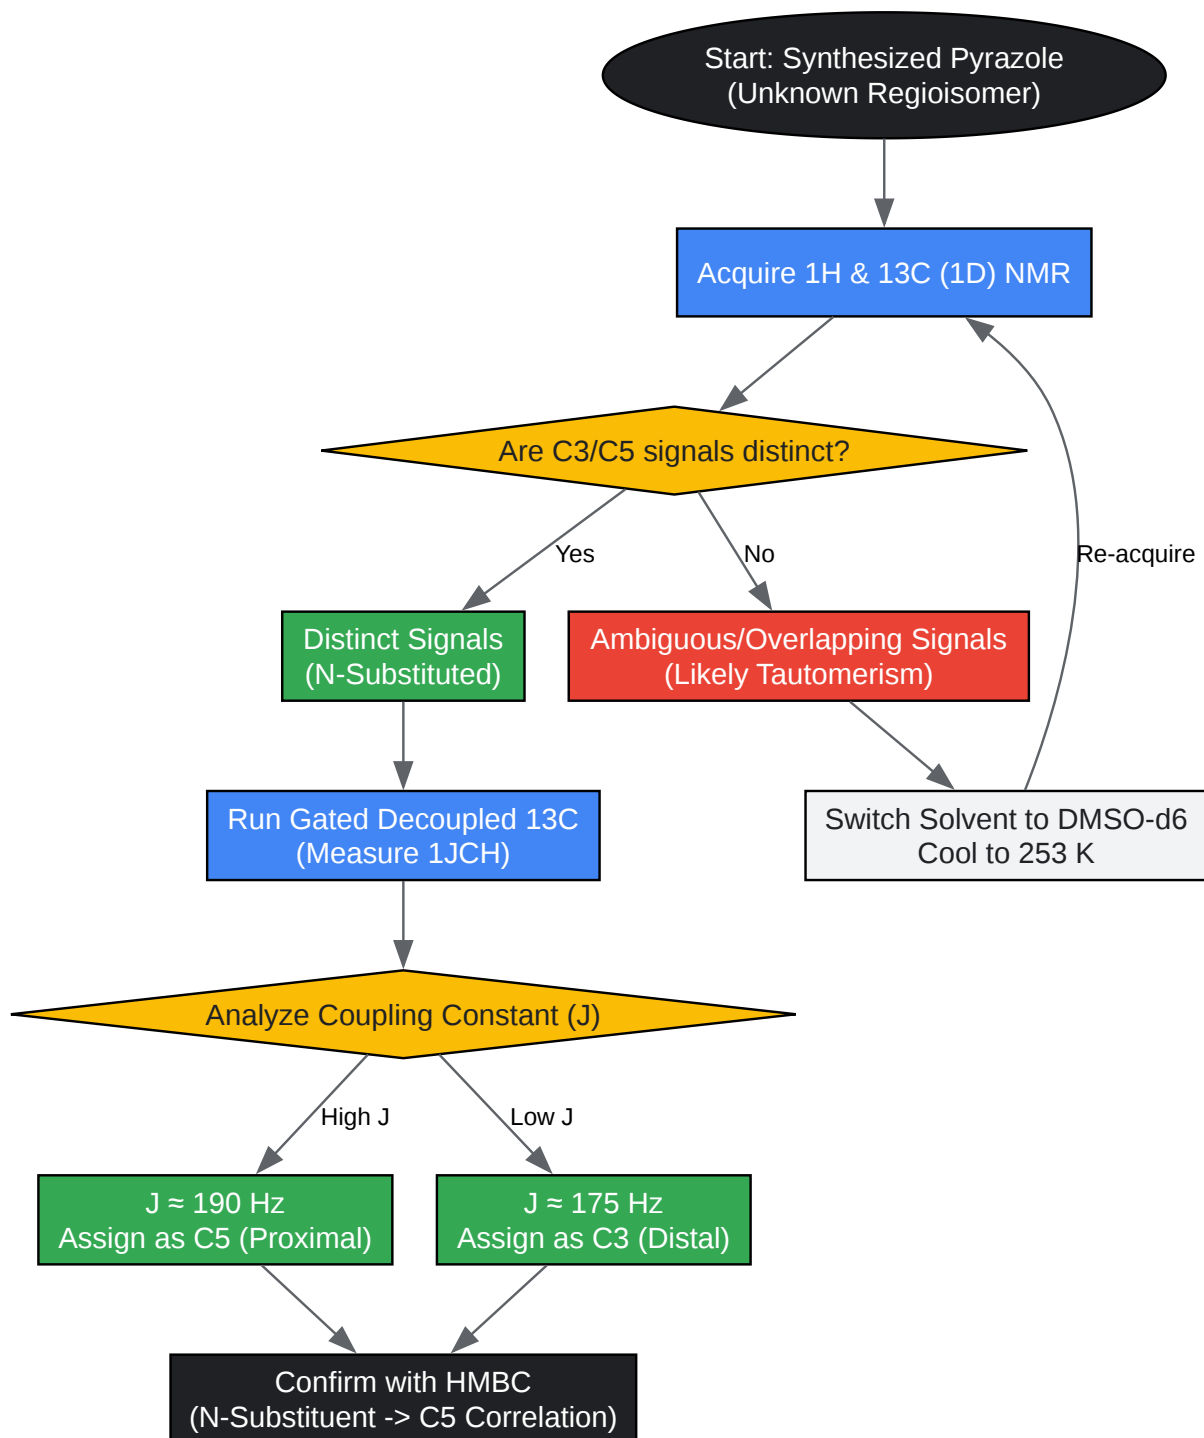 Start: Synthesized Pyrazole
(Unknown Regioisomer)
Acquire 1H & 13C (1D) NMR
Are C3/C5 signals distinct?
Yes
No
Re-acquire
Distinct Signals
(N-Substituted)
Ambiguous/Overlapping Signals
(Likely Tautomerism)
Run Gated Decoupled 13C
(Measure 1JCH)
Switch Solvent to DMSO-d6
Cool to 253 K
Analyze Coupling Constant (J)
High J
Low J
J ≈ 190 Hz
Assign as C5 (Proximal)
J ≈ 175 Hz
Assign as C3 (Distal)
Confirm with HMBC
(N-Substituent -> C5 Correlation)